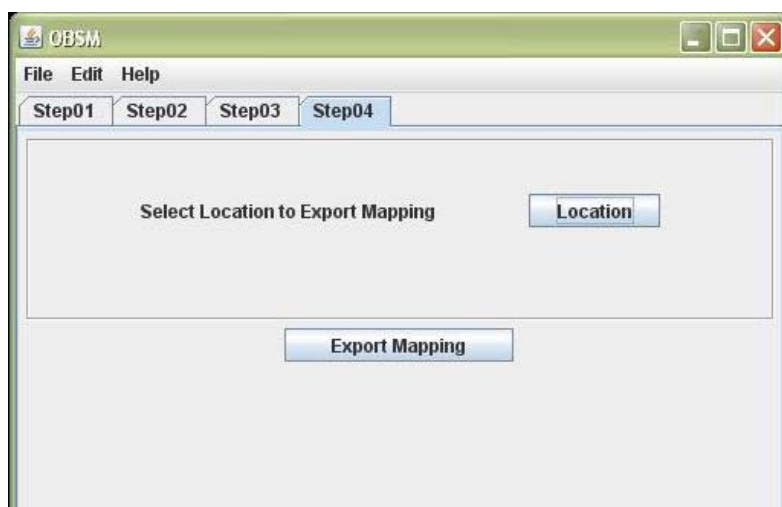 OBSM
File Edit Help
Step01 Step02 Step03 Step04
Select Location to Export Mapping Location
Export Mapping